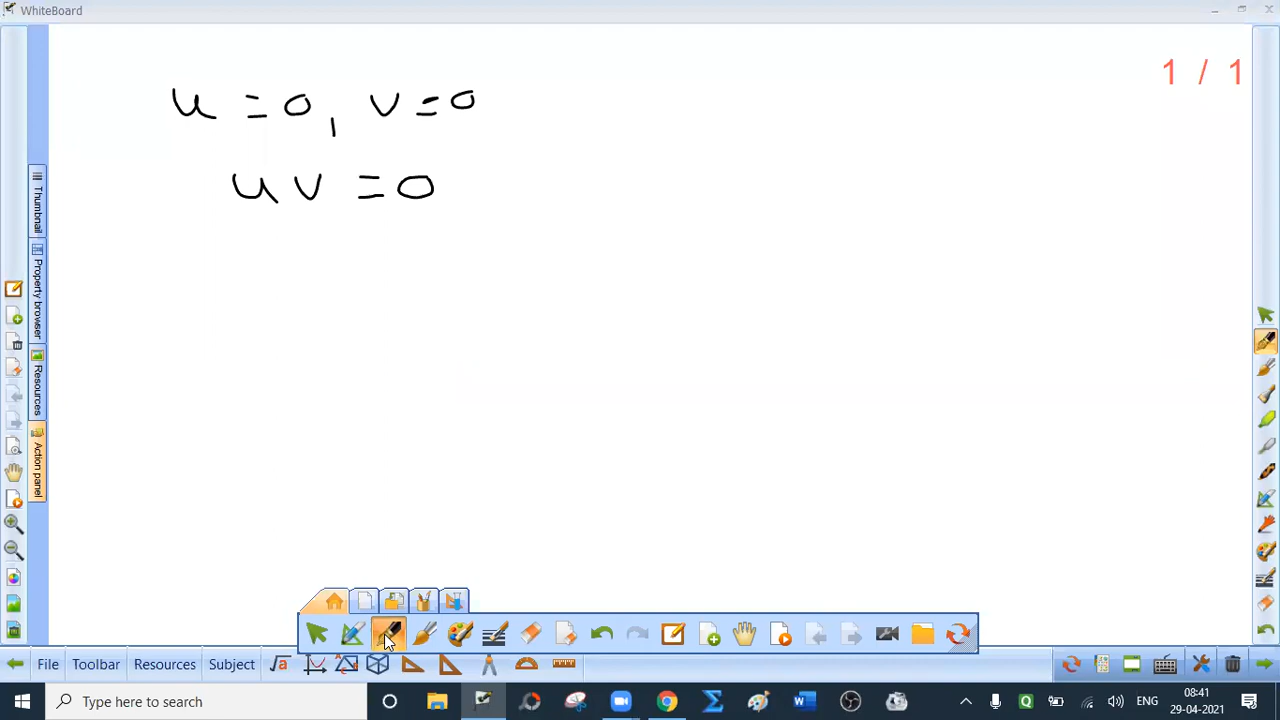 WhiteBoard
1 / 1
u = 0, v = 0
uv = 0
Thumbnail
Property browser
Resources
Action panel
File Toolbar Resources Subject
Type here to search
ENG
08:41
29-04-2021